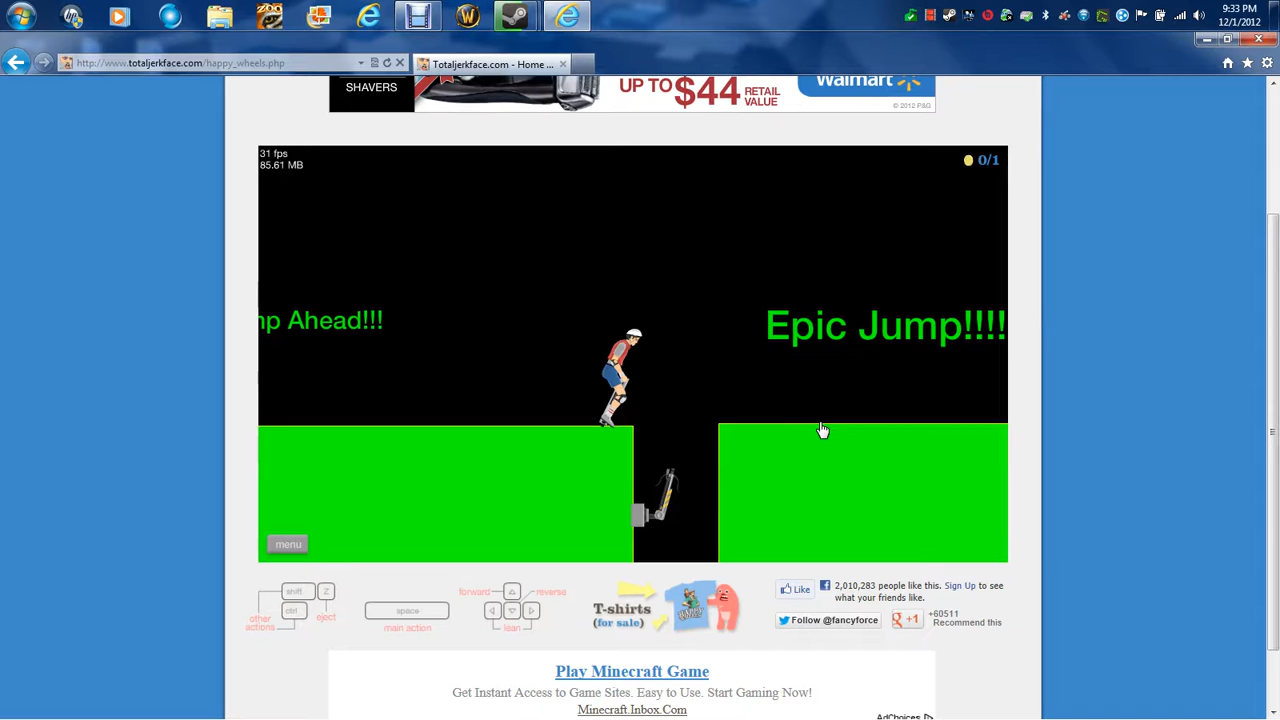 9:33 PM
12/1/2012
http://www.totaljerkface.com/happy_wheels.php
Totaljerkface.com - Home ...
SHAVERS
UP TO $44 RETAIL VALUE
Walmart
© 2012 P&G
31 fps
85.61 MB
0/1
mp Ahead!!!
Epic Jump!!!!
menu
shift
Z
ctrl
eject
other actions
space
main action
forward
reverse
lean
T-shirts
(for sale)
Like
2,010,283 people like this. Sign Up to see
what your friends like.
Follow @fancyforce
+1
+60511
Recommend this
Play Minecraft Game
Get Instant Access to Game Sites. Easy to Use. Start Gaming Now!
Minecraft.Inbox.Com
AdChoices